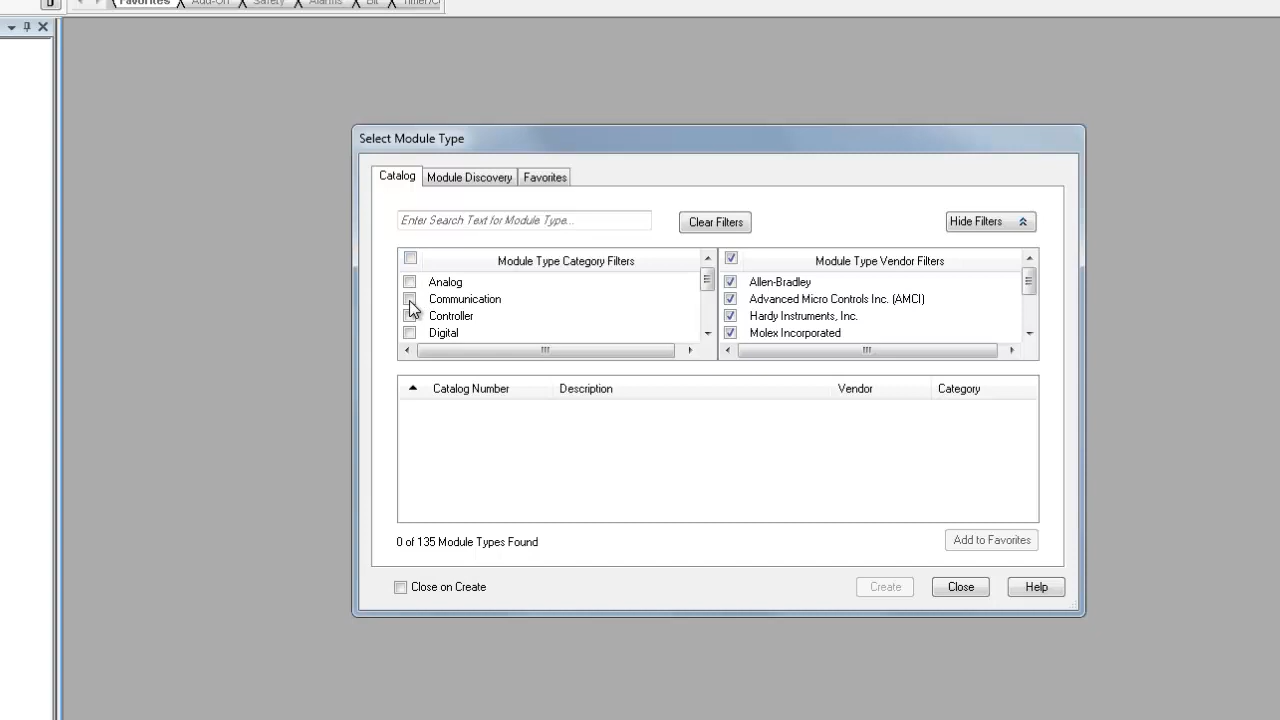 Favorites Add-On Safety Alarms Bit Timer/C
Select Module Type
Catalog Module Discovery Favorites
Enter Search Text for Module Type... Clear Filters Hide Filters
Module Type Category Filters Module Type Vendor Filters
Analog Allen-Bradley
Communication Advanced Micro Controls Inc. (AMCI)
Controller Hardy Instruments, Inc.
Digital Molex Incorporated
Catalog Number Description Vendor Category
0 of 135 Module Types Found Add to Favorites
Close on Create Create Close Help